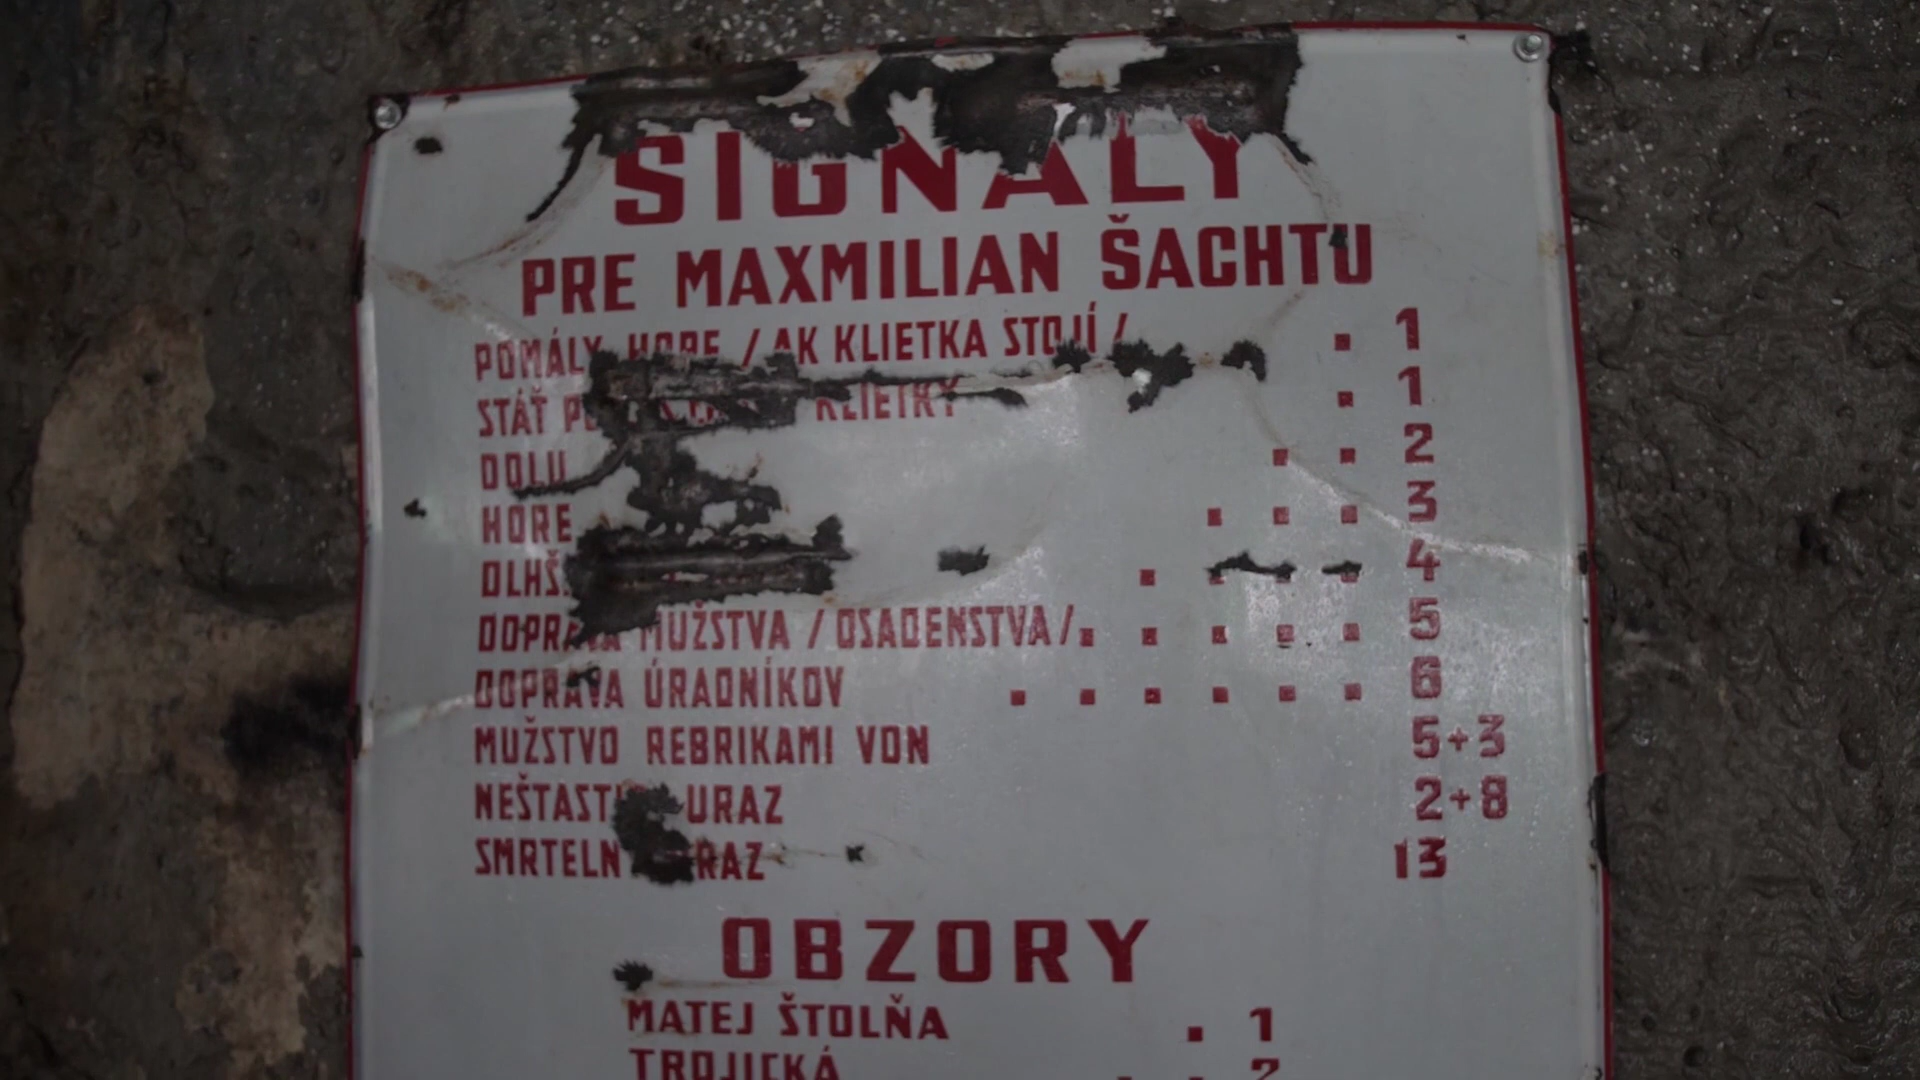 SIGNÁLY
PRE MAXMILIAN ŠACHTU
POMÁLY HORE / AK KLIETKA STOJÍ / . 1
STÁŤ KLIETKY . 1
DOLU . . 2
HORE . . . 3
. . . . 4
DOPRAVA MUŽSTVA / OSADENSTVA / . . . . . 5
DOPRAVA ÚRADNÍKOV . . . . . . 6
MUŽSTVO REBRIKAMI VON 5+3
URAZ 2+8
13
OBZORY
MATEJ ŠTOLŇA . 1
TROJICKÁ . . 2